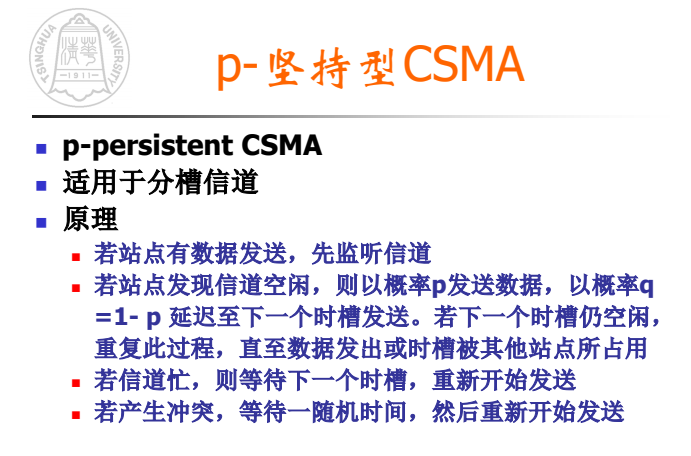 TSINGHUA UNIVERSITY
清華
-1911-
p-坚持型CSMA
p-persistent CSMA
适用于分槽信道
原理
若站点有数据发送，先监听信道
若站点发现信道空闲，则以概率p发送数据，以概率q
=1- p 延迟至下一个时槽发送。若下一个时槽仍空闲，
重复此过程，直至数据发出或时槽被其他站点所占用
若信道忙，则等待下一个时槽，重新开始发送
若产生冲突，等待一随机时间，然后重新开始发送